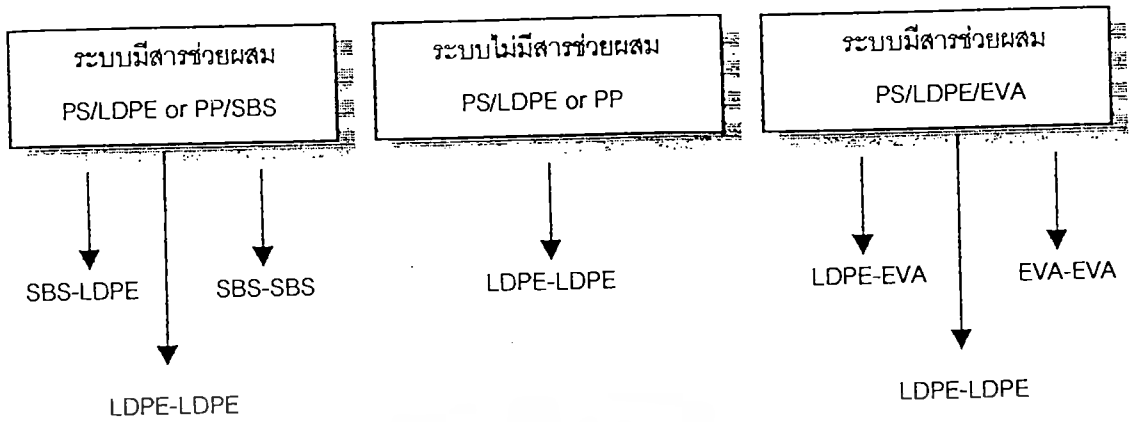 ระบบมีสารช่วยผสม
PS/LDPE or PP/SBS
SBS-LDPE
SBS-SBS
LDPE-LDPE
ระบบไม่มีสารช่วยผสม
PS/LDPE or PP
LDPE-LDPE
ระบบมีสารช่วยผสม
PS/LDPE/EVA
LDPE-EVA
EVA-EVA
LDPE-LDPE